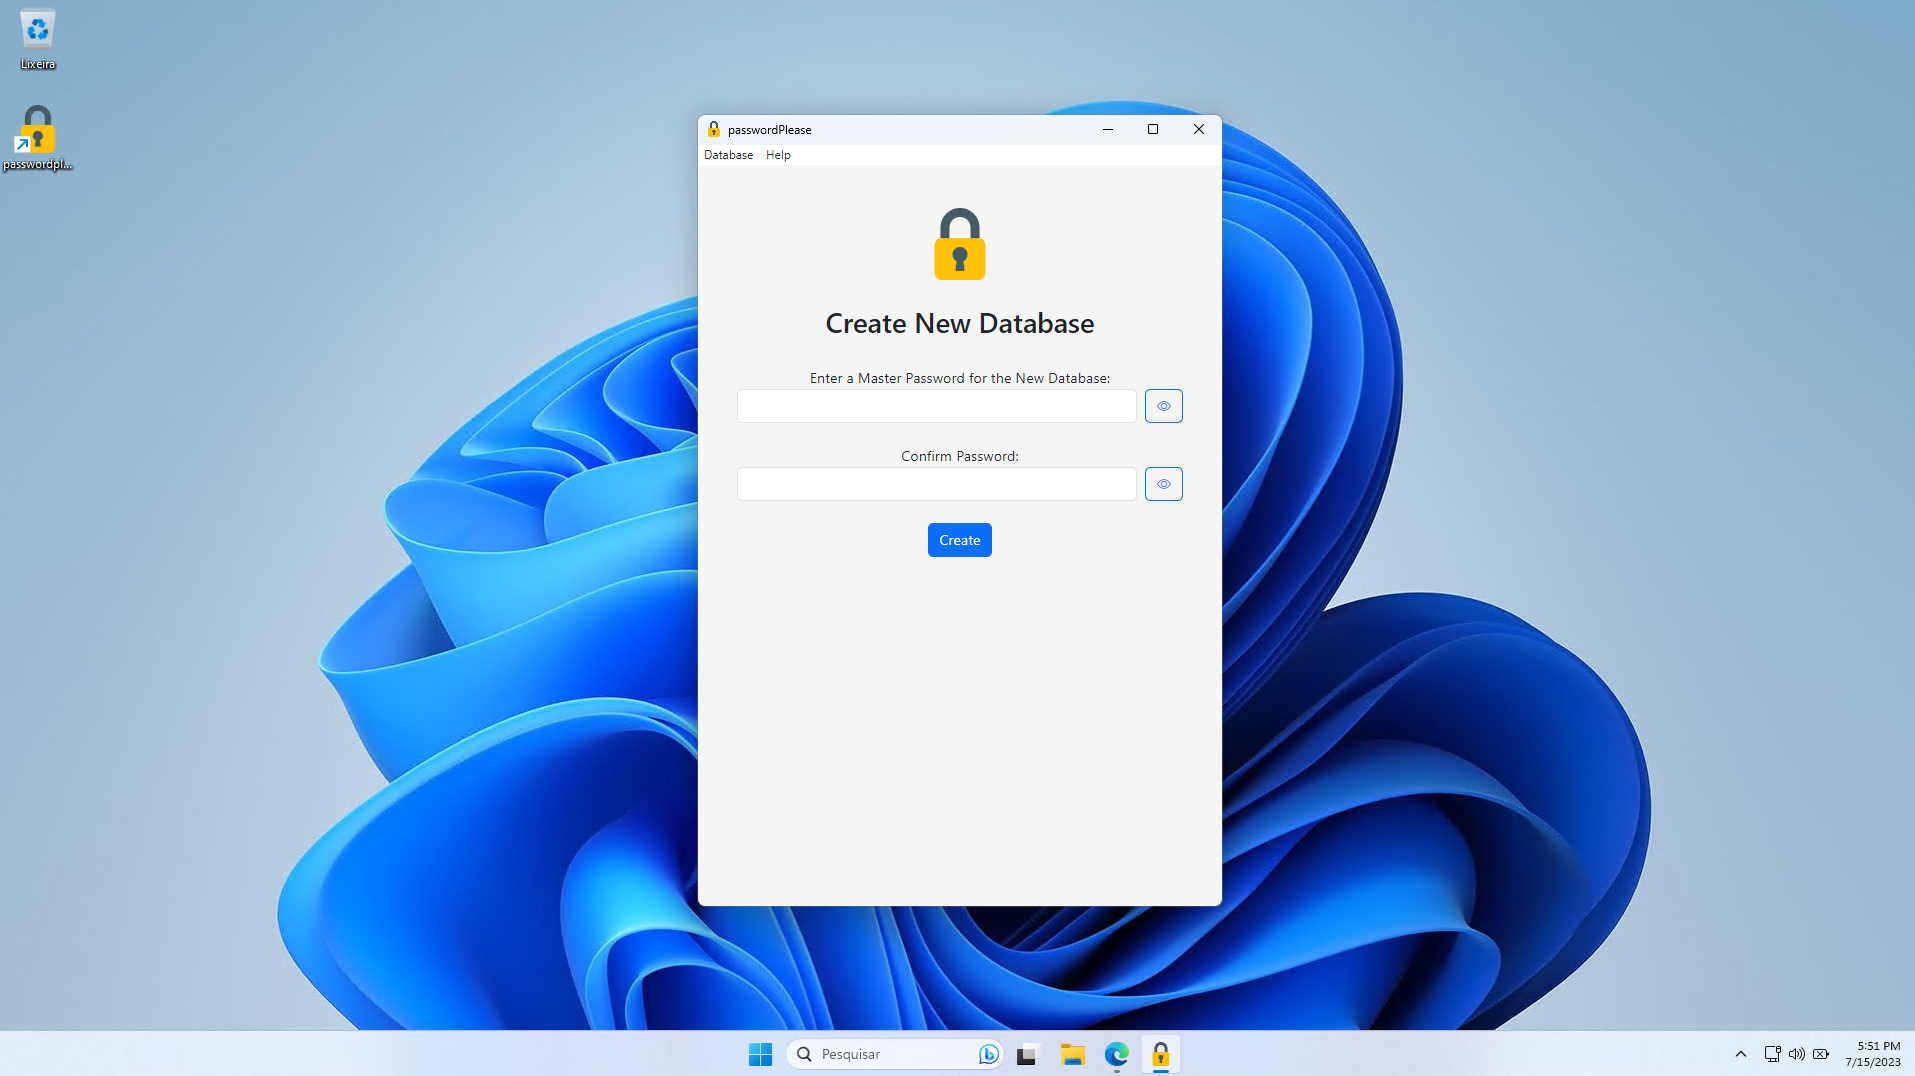 Lixeira
passwordpl...
passwordPlease
Database Help
Create New Database
Enter a Master Password for the New Database:
Confirm Password:
Create
Pesquisar
5:51 PM
7/15/2023